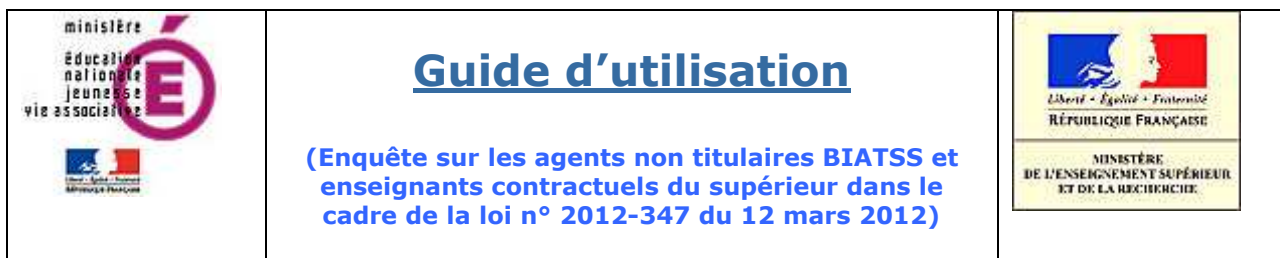 ministère
éducation
nationale
jeunesse
vie associative
É
Guide d’utilisation
(Enquête sur les agents non titulaires BIATSS et
enseignants contractuels du supérieur dans le
cadre de la loi n° 2012-347 du 12 mars 2012)
Liberté • Égalité • Fraternité
RÉPUBLIQUE FRANÇAISE
MINISTÈRE
DE L'ENSEIGNEMENT SUPÉRIEUR
ET DE LA RECHERCHE